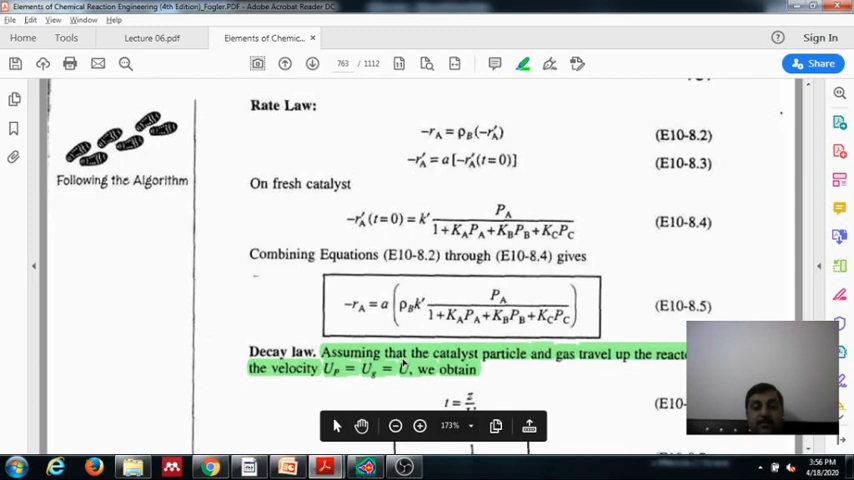 Elements of Chemical Reaction Engineering (4th Edition)_Fogler.PDF - Adobe Acrobat Reader DC
File Edit View Window Help
Home Tools Lecture 06.pdf Elements of Chemic... × Sign In
763 / 1112 Share
Rate Law:
−r_A = ρ_B(−r′_A) (E10-8.2)
−r′_A = a [−r′_A(t=0)] (E10-8.3)
Following the Algorithm
On fresh catalyst
−r′_A(t=0) = k′ P_A / (1+K_A P_A+K_B P_B+K_C P_C) (E10-8.4)
Combining Equations (E10-8.2) through (E10-8.4) gives
−r_A = a (ρ_B k′ P_A / (1+K_A P_A+K_B P_B+K_C P_C)) (E10-8.5)
Decay law. Assuming that the catalyst particle and gas travel up the reacto
the velocity U_P = U_g = U, we obtain
t = z (E10-
173%
1
3:56 PM
4/18/2020